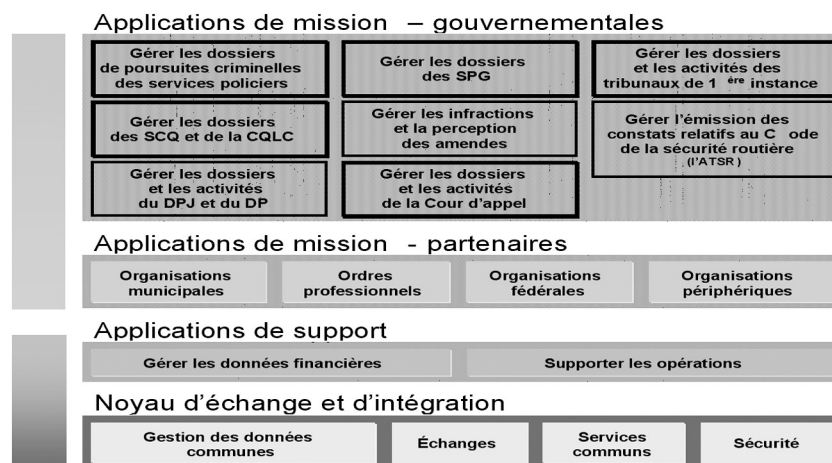 Applications de mission – gouvernementales
Gérer les dossiers
de poursuites criminelles
des services policiers
Gérer les dossiers
des SPG
Gérer les dossiers
et les activités des
tribunaux de 1 ère instance
Gérer les dossiers
des SCQ et de la CQLC
Gérer les infractions
et la perception
des amendes
Gérer l'émission des
constats relatifs au C ode
de la sécurité routière
(l'ATSR)
Gérer les dossiers
et les activités
du DPJ et du DP
Gérer les dossiers
et les activités
de la Cour d'appel
Applications de mission - partenaires
Organisations
municipales
Ordres
professionnels
Organisations
fédérales
Organisations
périphériques
Applications de support
Gérer les données financières
Supporter les opérations
Noyau d'échange et d'intégration
Gestion des données
communes
Échanges
Services
communs
Sécurité